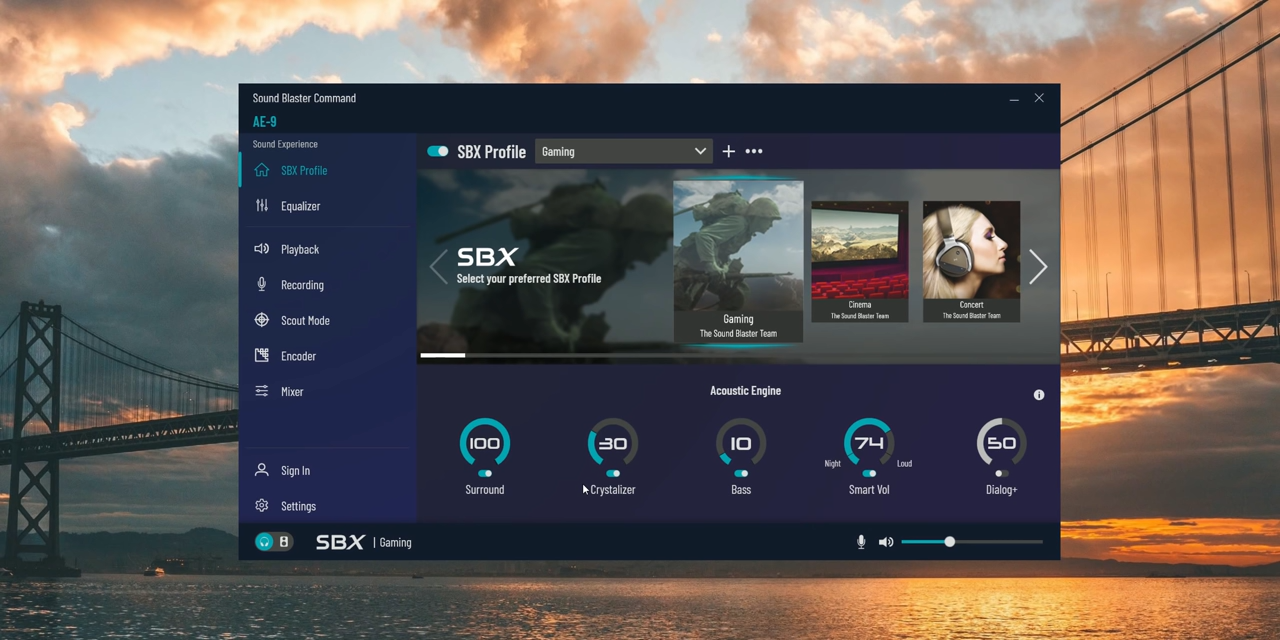 Sound Blaster Command
AE-9
Sound Experience
SBX Profile
Equalizer
Playback
Recording
Scout Mode
Encoder
Mixer
Sign In
Settings
SBX Profile
Gaming
SBX
Select your preferred SBX Profile
Gaming
The Sound Blaster Team
Cinema
The Sound Blaster Team
Concert
The Sound Blaster Team
Acoustic Engine
100
Surround
30
Crystalizer
10
Bass
74
Night
Loud
Smart Vol
50
Dialog+
SBX | Gaming